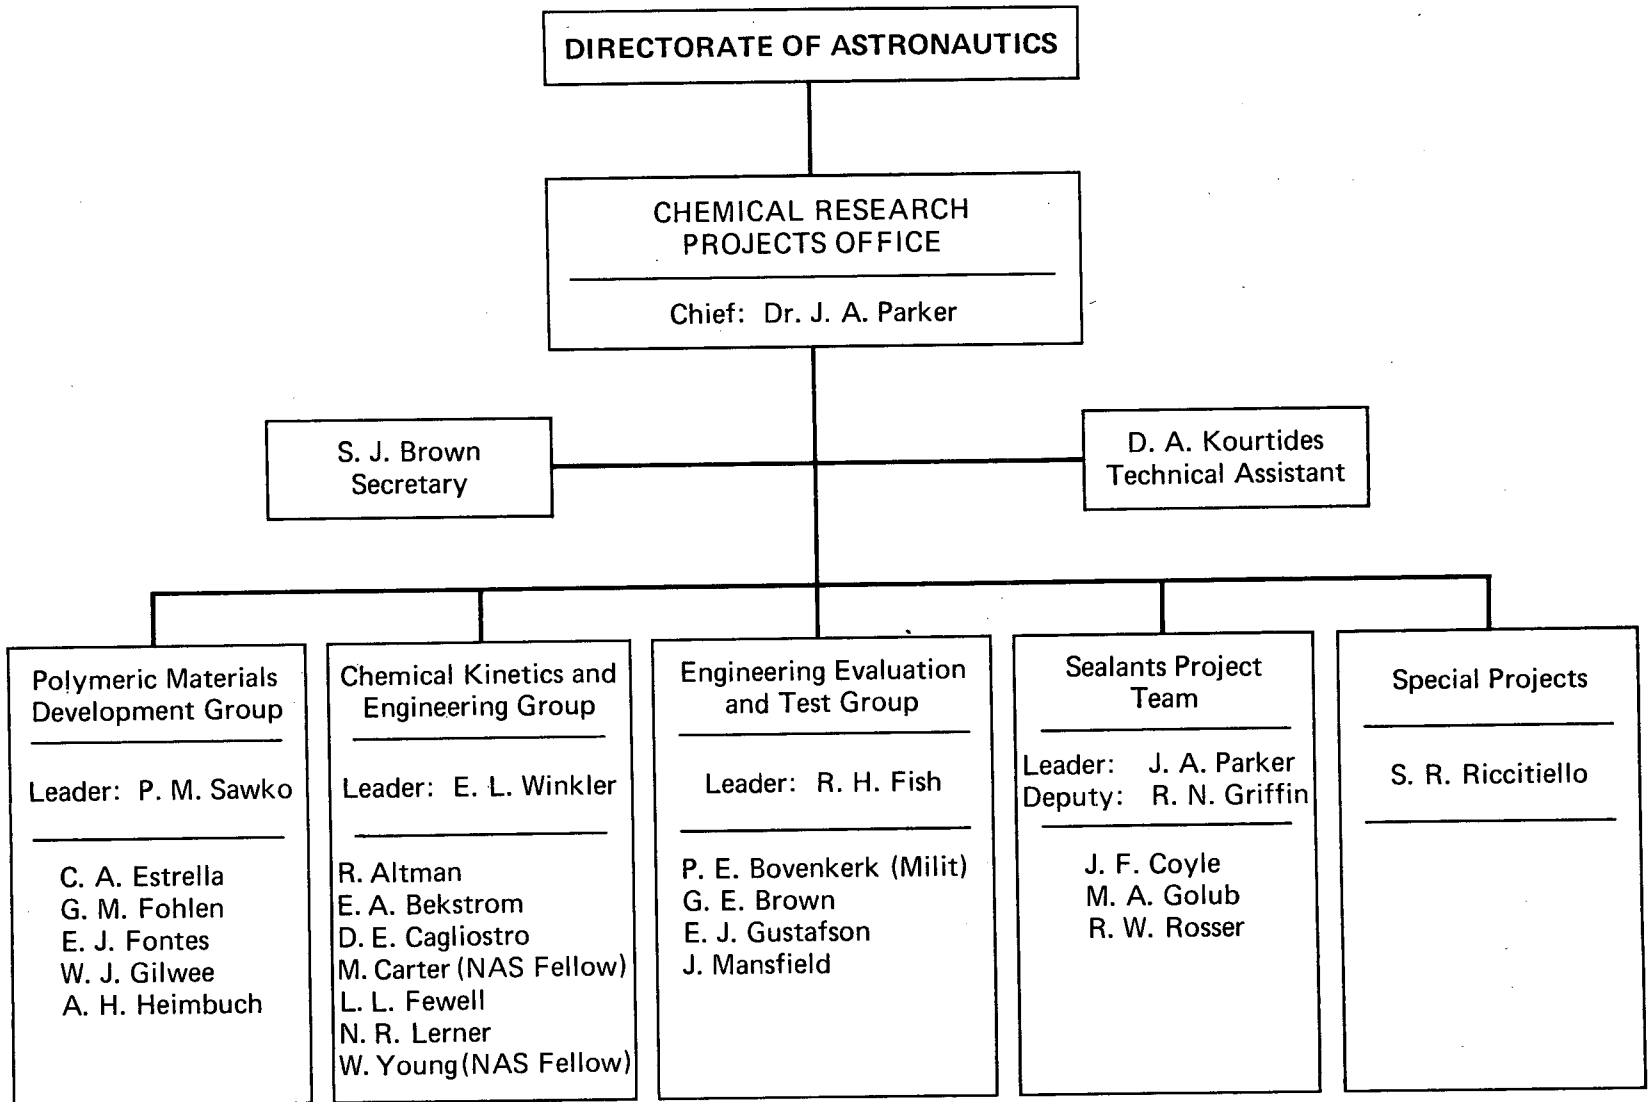 DIRECTORATE OF ASTRONAUTICS
CHEMICAL RESEARCH
PROJECTS OFFICE
Chief: Dr. J. A. Parker
S. J. Brown
Secretary
D. A. Kourtides
Technical Assistant
Polymeric Materials
Development Group
Leader: P. M. Sawko
C. A. Estrella
G. M. Fohlen
E. J. Fontes
W. J. Gilwee
A. H. Heimbuch
Chemical Kinetics and
Engineering Group
Leader: E. L. Winkler
R. Altman
E. A. Bekstrom
D. E. Cagliostro
M. Carter (NAS Fellow)
L. L. Fewell
N. R. Lerner
W. Young (NAS Fellow)
Engineering Evaluation
and Test Group
Leader: R. H. Fish
P. E. Bovenkerk (Milit)
G. E. Brown
E. J. Gustafson
J. Mansfield
Sealants Project
Team
Leader: J. A. Parker
Deputy: R. N. Griffin
J. F. Coyle
M. A. Golub
R. W. Rosser
Special Projects
S. R. Riccitiello